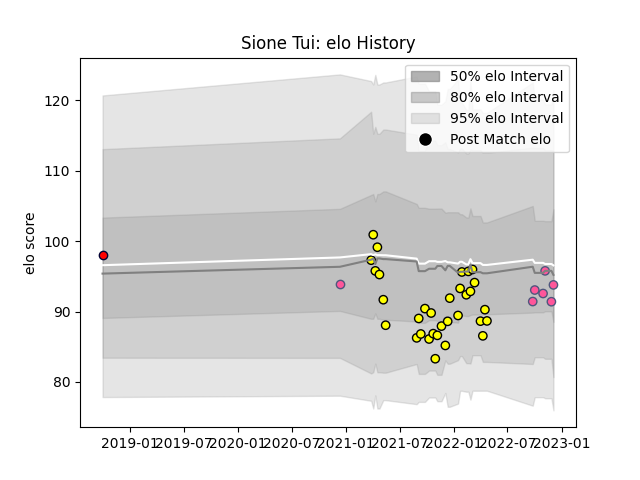 Sione Tui: elo History
50% elo Interval
80% elo Interval
95% elo Interval
Post Match elo
elo score
120
110
100
90
80
2019-01
2019-07
2020-01
2020-07
2021-01
2021-07
2022-01
2022-07
2023-01